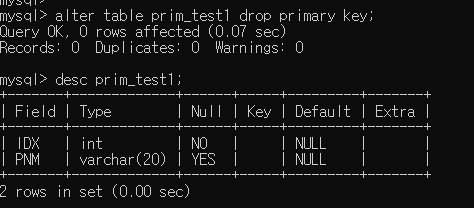 mysql> alter table prim_test1 drop primary key;
Query OK, 0 rows affected (0.07 sec)
Records: 0  Duplicates: 0  Warnings: 0
mysql> desc prim_test1;
+-------+-------------+------+-----+---------+-------+
| Field | Type        | Null | Key | Default | Extra |
+-------+-------------+------+-----+---------+-------+
| IDX   | int         | NO   |     | NULL    |       |
| PNM   | varchar(20) | YES  |     | NULL    |       |
+-------+-------------+------+-----+---------+-------+
2 rows in set (0.00 sec)